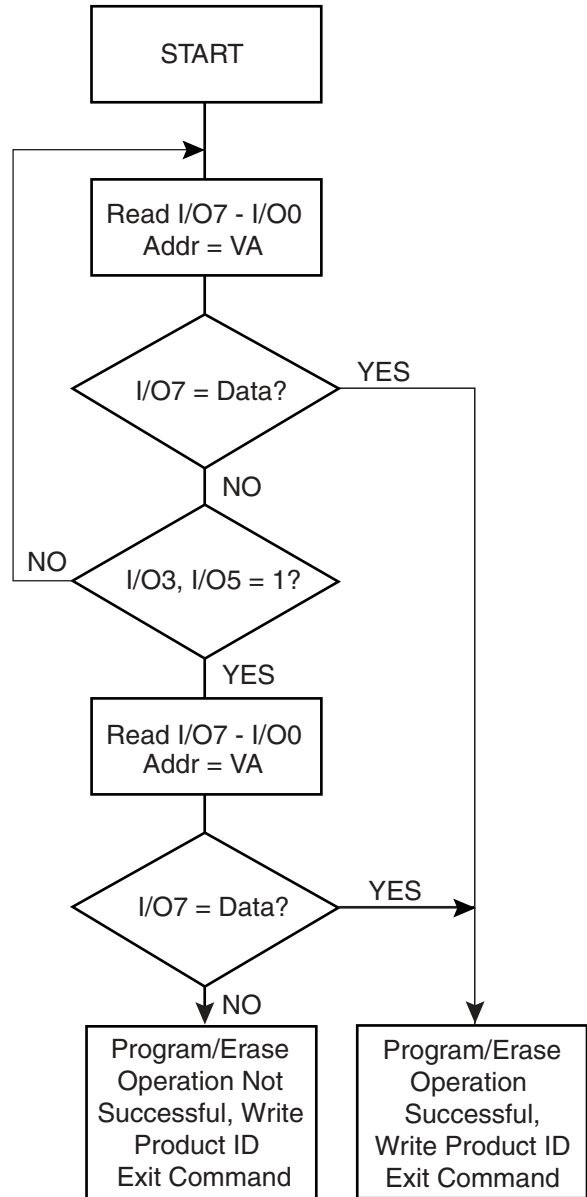 START
Read I/O7 - I/O0
Addr = VA
I/O7 = Data?
YES
NO
NO
I/O3, I/O5 = 1?
YES
Read I/O7 - I/O0
Addr = VA
I/O7 = Data?
YES
NO
Program/Erase
Operation Not
Successful, Write
Product ID
Exit Command
Program/Erase
Operation
Successful,
Write Product ID
Exit Command